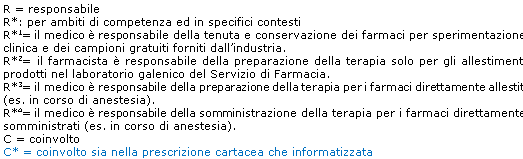 R = responsabile
R*: per ambiti di competenza ed in specifici contesti
R*¹= il medico è responsabile della tenuta e conservazione dei farmaci per sperimentazione
clinica e dei campioni gratuiti forniti dall'industria.
R*²= il farmacista è responsabile della preparazione della terapia solo per gli allestiment
prodotti nel laboratorio galenico del Servizio di Farmacia.
R*³= il medico è responsabile della preparazione della terapia per i farmaci direttamente allestit
(es. in corso di anestesia).
R*⁴= il medico è responsabile della somministrazione della terapia per i farmaci direttamente
somministrati (es. in corso di anestesia).
C = coinvolto
C* = coinvolto sia nella prescrizione cartacea che informatizzata